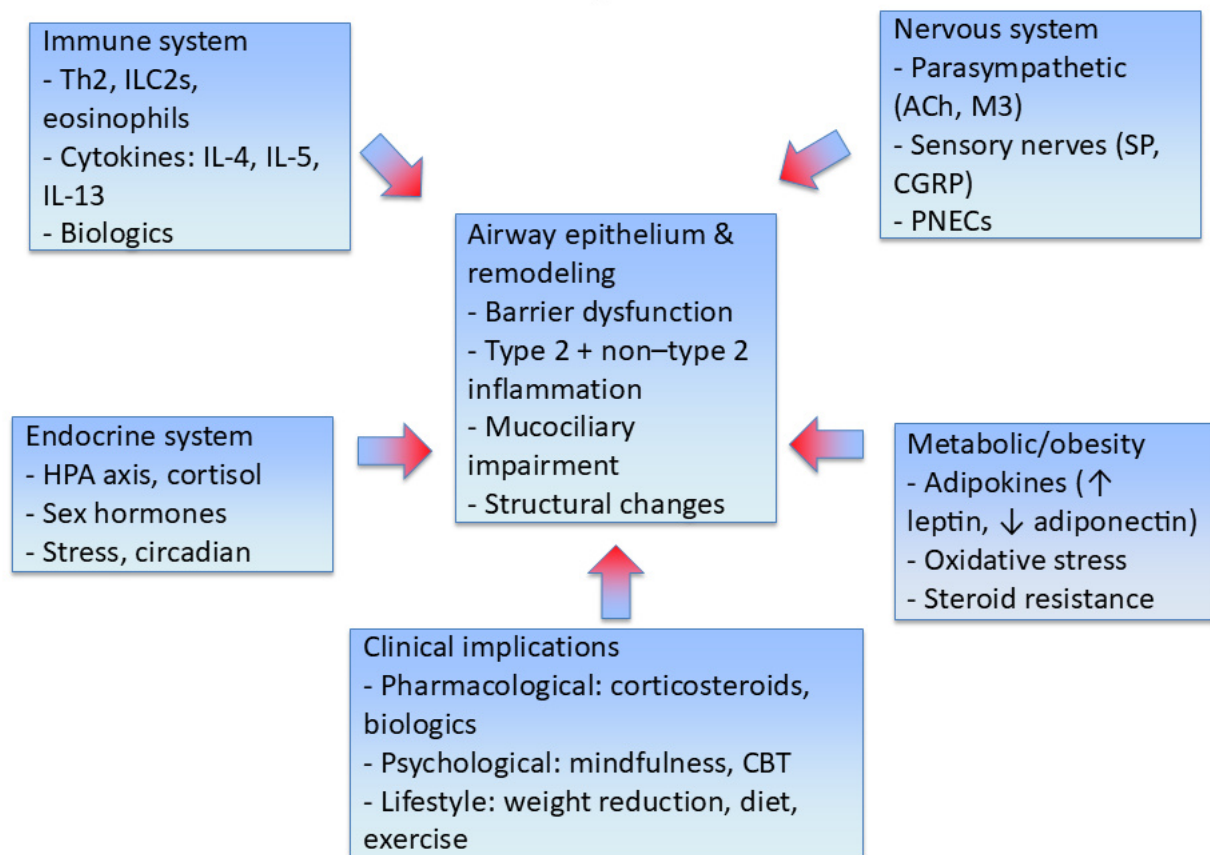 Immune system
- Th2, ILC2s,
eosinophils
- Cytokines: IL-4, IL-5,
IL-13
- Biologics
Nervous system
- Parasympathetic
(ACh, M3)
- Sensory nerves (SP,
CGRP)
- PNECs
Airway epithelium &
remodeling
- Barrier dysfunction
- Type 2 + non–type 2
inflammation
- Mucociliary
impairment
- Structural changes
Endocrine system
- HPA axis, cortisol
- Sex hormones
- Stress, circadian
Metabolic/obesity
- Adipokines (↑
leptin, ↓ adiponectin)
- Oxidative stress
- Steroid resistance
Clinical implications
- Pharmacological: corticosteroids,
biologics
- Psychological: mindfulness, CBT
- Lifestyle: weight reduction, diet,
exercise